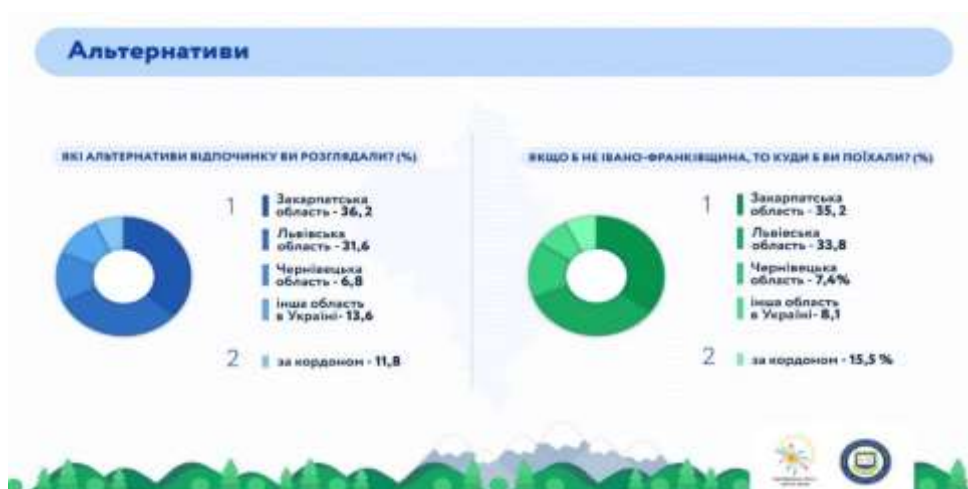 Альтернативи
ЯКІ АЛЬТЕРНАТИВИ ВІДПОЧИНКУ ВИ РОЗГЛЯДАЛИ? (%)
1
Закарпатська
область - 36,2
Львівська
область - 31,6
Чернівецька
область - 6,8
інша область
в Україні- 13,6
2
за кордоном - 11,8
ЯКЩО Б НЕ ІВАНО-ФРАНКІВЩИНА, ТО КУДИ Б ВИ ПОЇХАЛИ? (%)
1
Закарпатська
область - 35,2
Львівська
область - 33,8
Чернівецька
область - 7,4%
інша область
в Україні- 8,1
2
за кордоном - 15,5 %